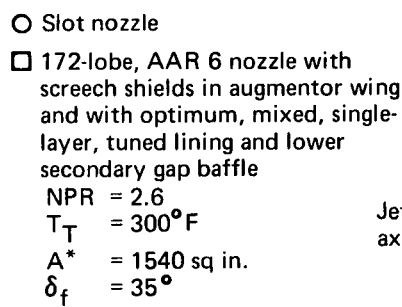 ○ Slot nozzle
□ 172-lobe, AAR 6 nozzle with
screech shields in augmentor wing
and with optimum, mixed, single-
layer, tuned lining and lower
secondary gap baffle
NPR = 2.6
T_T = 300°F
A* = 1540 sq in.
δ_f = 35°